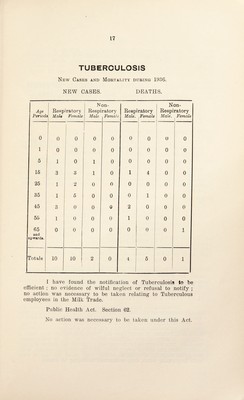 17
TUBERCULOSIS
New Cases and Mortality during 1936.
NEW CASES. DEATHS.
Non- Non-
Age Respiratory Respiratory Respiratory Respiratory
Periods Male Female Male Female Male. Female Male. Female
0 0 0 0 0 0 0 0 0
1 0 0 0 0 0 0 0 0
5 1 0 1 0 0 0 0 0
15 3 3 1 0 1 4 0 0
25 1 2 0 0 0 0 0 0
35 1 5 0 0 0 1 0 0
45 3 0 0 0 2 0 0 0
55 1 0 0 0 1 0 0 0
65 0 0 0 0 0 0 0 1
and
upwards
Totals 10 10 2 0 4 5 0 1
I have found the notification of Tuberculosis to be
efficient ; no evidence of wilful neglect or refusal to notify ;
no action was necessary to be taken relating to Tuberculous
employees in the Milk Trade.
Public Health Act. Section 62.
No action was necessary to be taken under this Act.